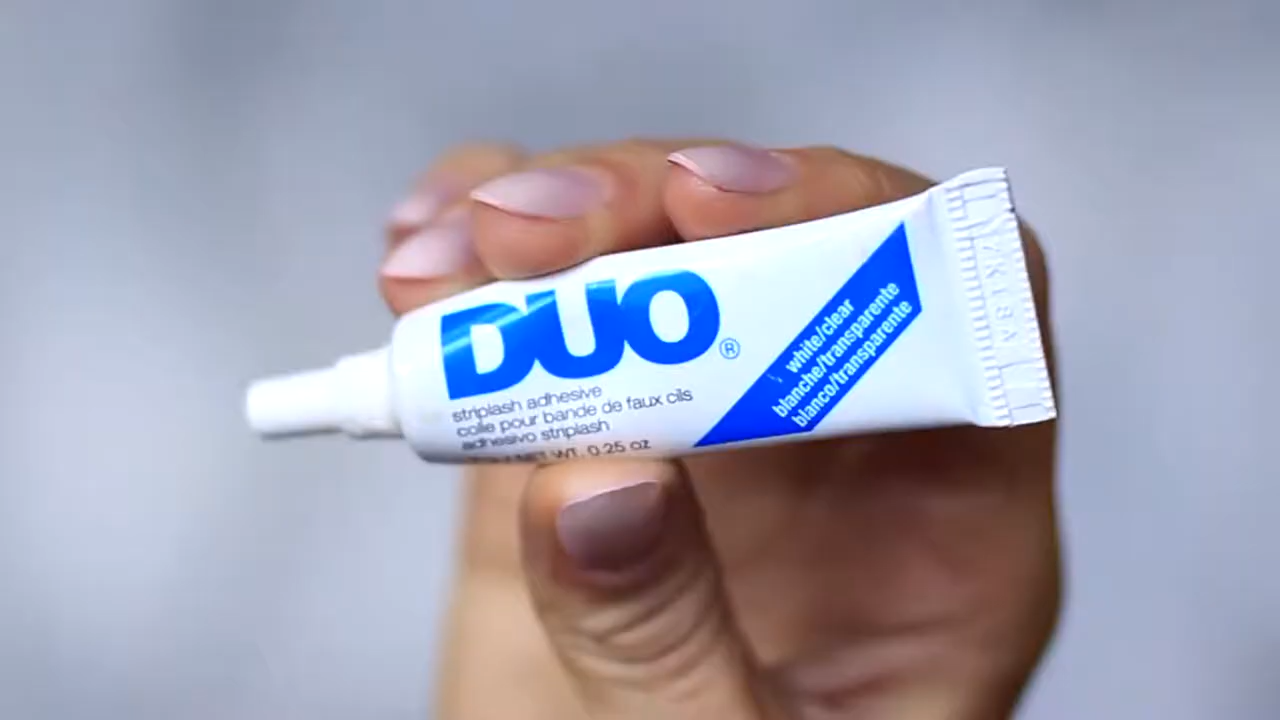 DUO®
striplash adhesive
colle pour bande de faux cils
adhesivo striplash
NET WT. 0.25 oz
white/clear
blanche/transparente
blanco/transparente